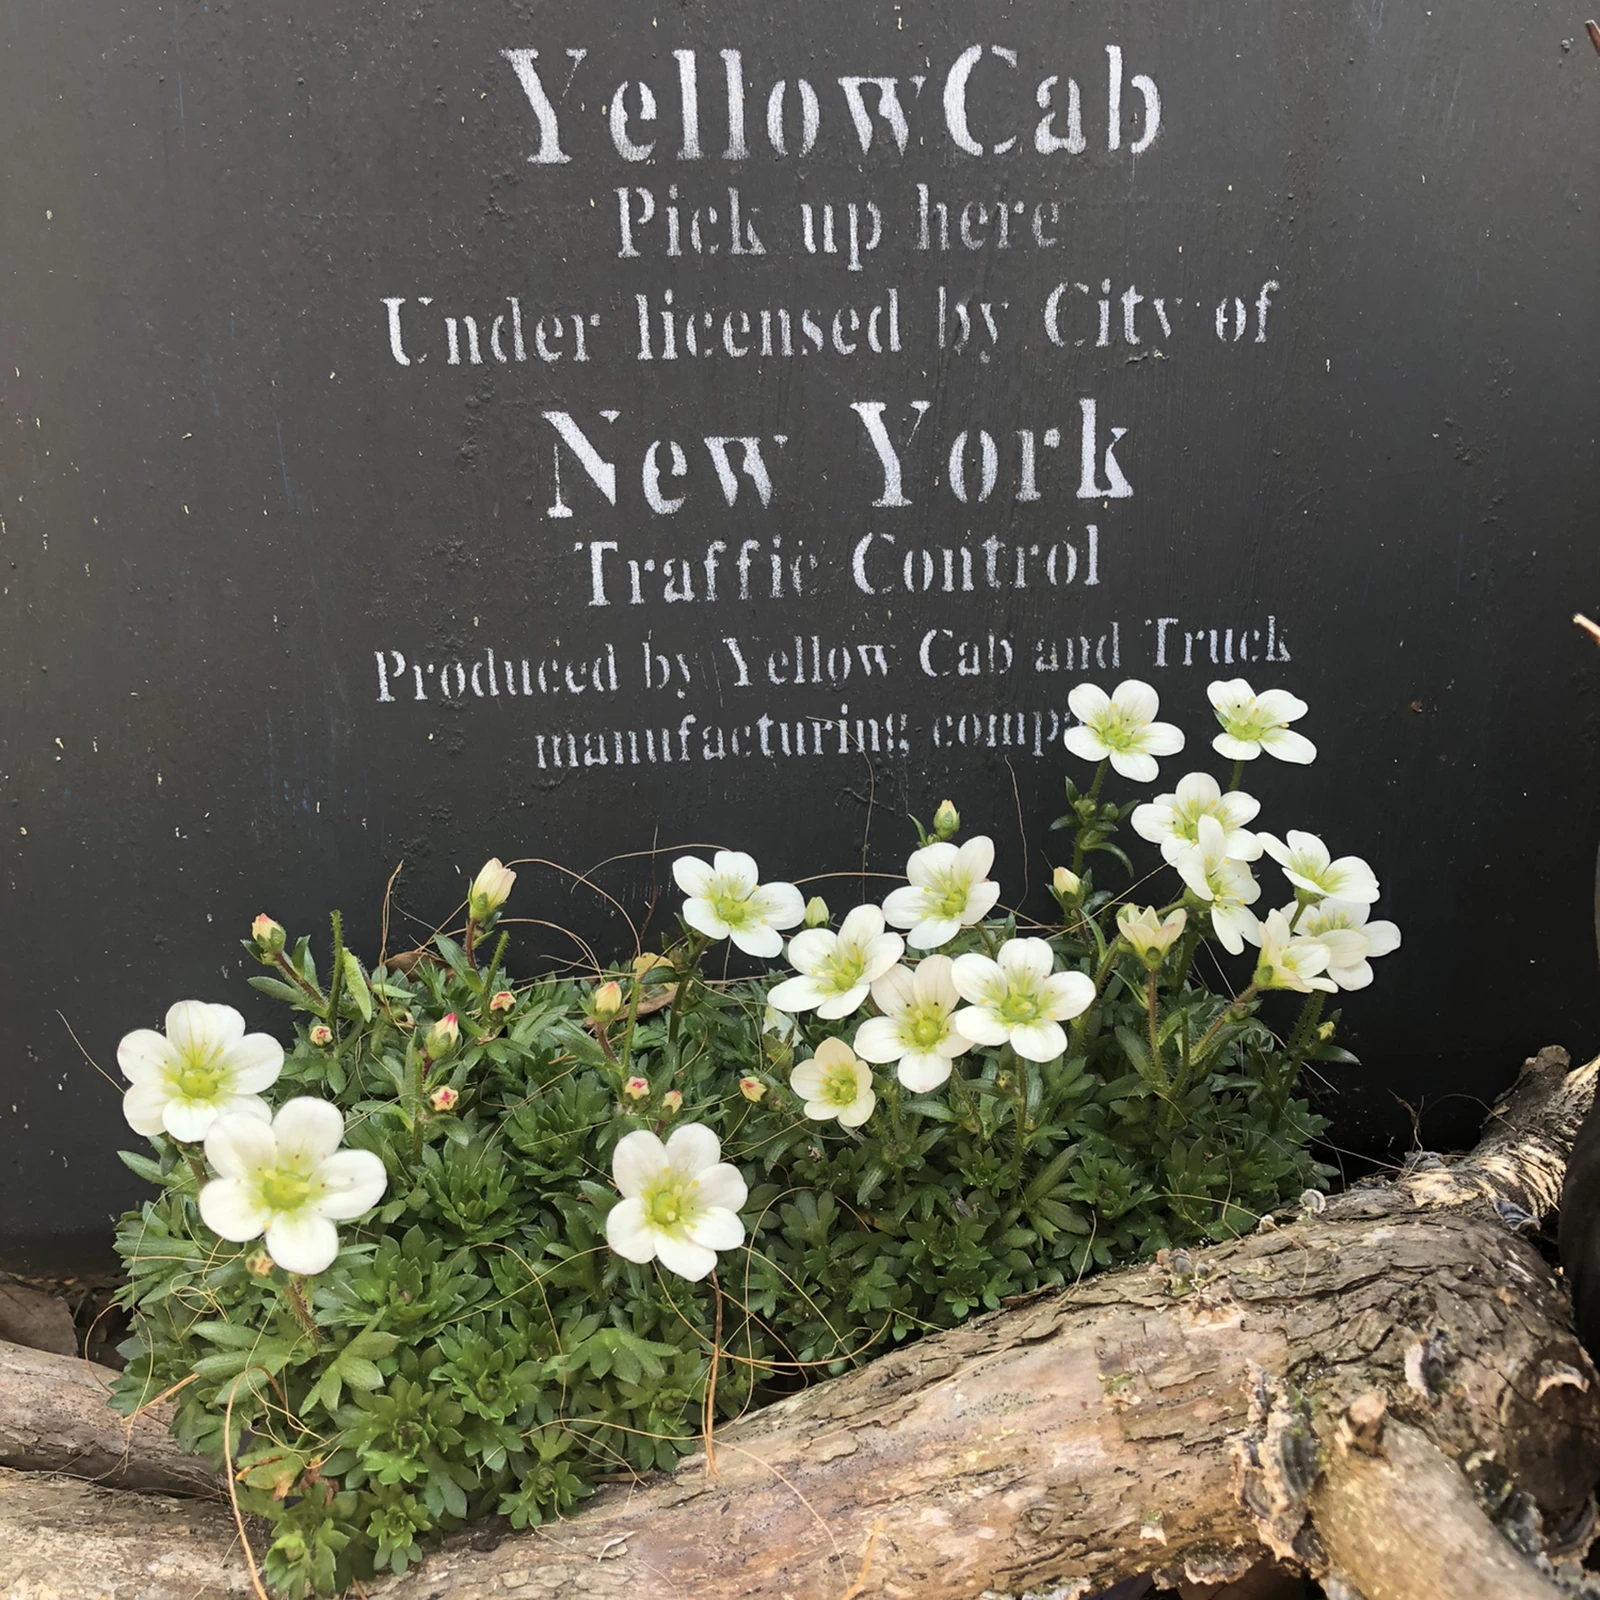 YellowCab
Pick up here
Under licensed by City of
New York
Traffic Control
Produced by Yellow Cab and Truck
manufacturing